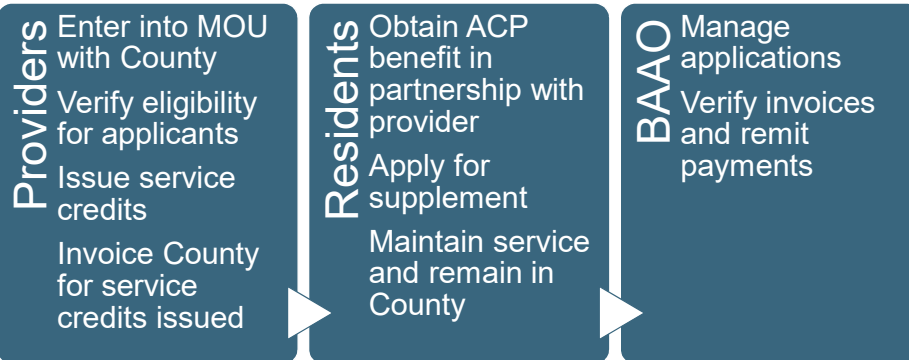 Providers
Enter into MOU
with County
Verify eligibility
for applicants
Issue service
credits
Invoice County
for service
credits issued
Residents
Obtain ACP
benefit in
partnership with
provider
Apply for
supplement
Maintain service
and remain in
County
BAAO
Manage
applications
Verify invoices
and remit
payments